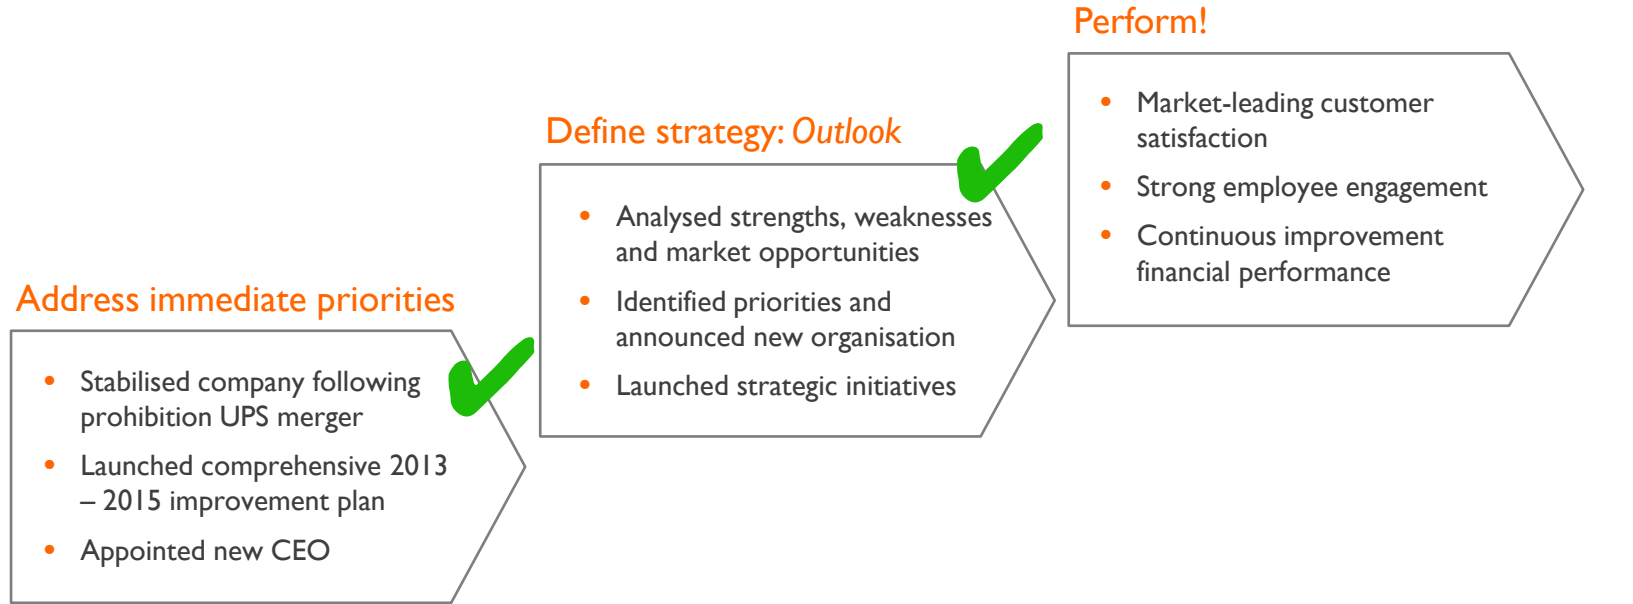 Address immediate priorities
• Stabilised company following
prohibition UPS merger
• Launched comprehensive 2013
– 2015 improvement plan
• Appointed new CEO
Define strategy: Outlook
• Analysed strengths, weaknesses
and market opportunities
• Identified priorities and
announced new organisation
• Launched strategic initiatives
Perform!
• Market-leading customer
satisfaction
• Strong employee engagement
• Continuous improvement
financial performance